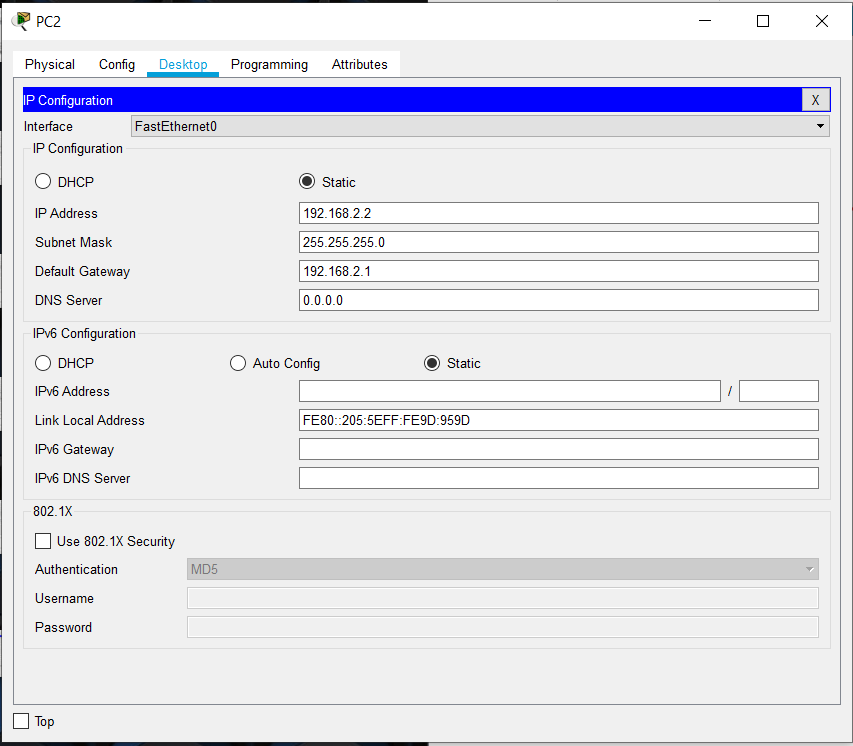 PC2
Physical Config Desktop Programming Attributes
IP Configuration X
Interface FastEthernet0
IP Configuration
DHCP Static
IP Address 192.168.2.2
Subnet Mask 255.255.255.0
Default Gateway 192.168.2.1
DNS Server 0.0.0.0
IPv6 Configuration
DHCP Auto Config Static
IPv6 Address /
Link Local Address FE80::205:5EFF:FE9D:959D
IPv6 Gateway
IPv6 DNS Server
802.1X
Use 802.1X Security
Authentication MD5
Username
Password
Top